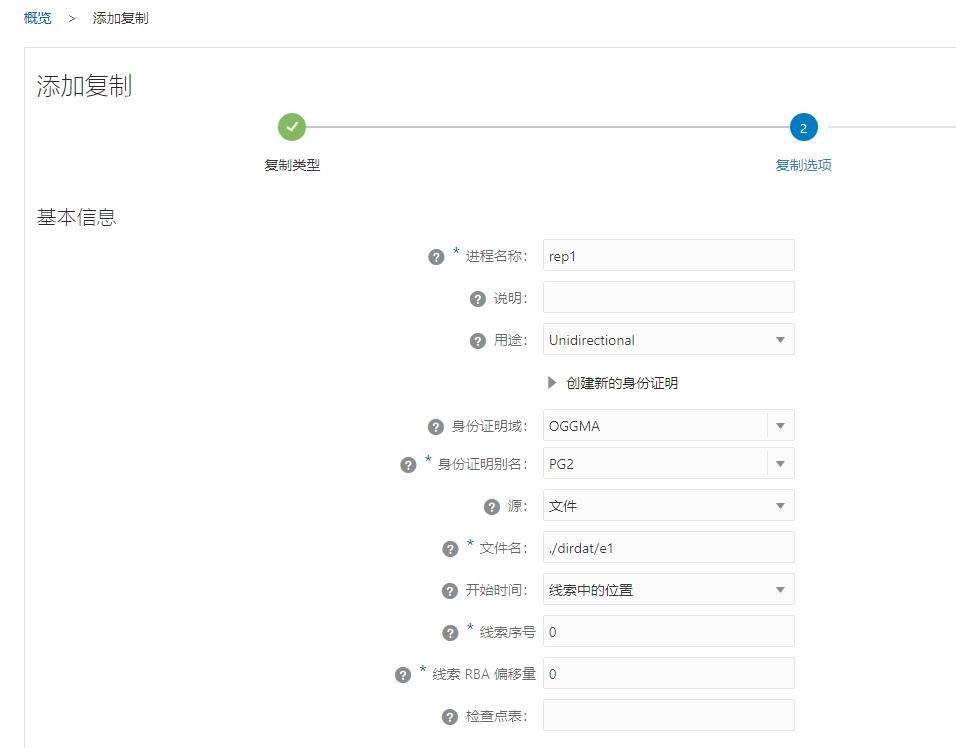 概览 > 添加复制
添加复制
2
复制类型
复制选项
基本信息
? * 进程名称: rep1
? 说明:
? 用途: Unidirectional
创建新的身份证明
? 身份证明域: OGGMA
? * 身份证明别名: PG2
? 源: 文件
? * 文件名: ./dirdat/e1
? 开始时间: 线索中的位置
? * 线索序号 0
? * 线索 RBA 偏移量 0
? 检查点表: